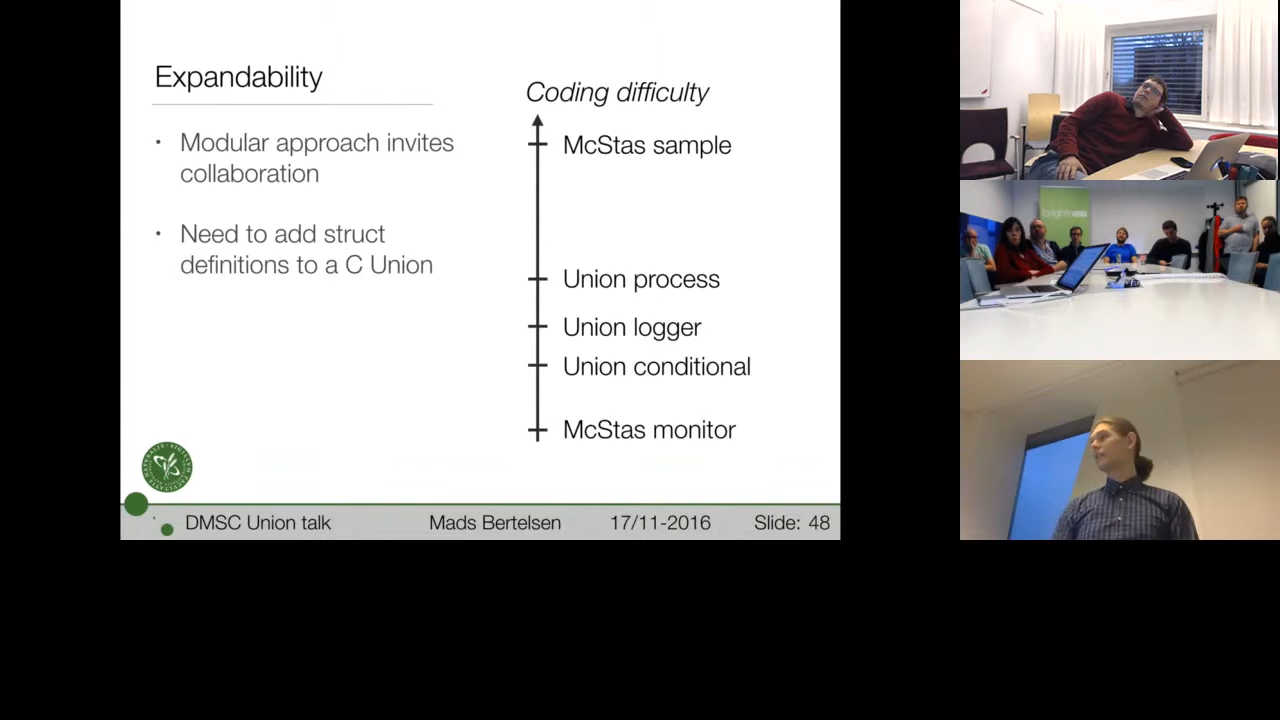 Expandability
• Modular approach invites
collaboration
• Need to add struct
definitions to a C Union
Coding difficulty
McStas sample
Union process
Union logger
Union conditional
McStas monitor
DMSC Union talk Mads Bertelsen 17/11-2016 Slide: 48